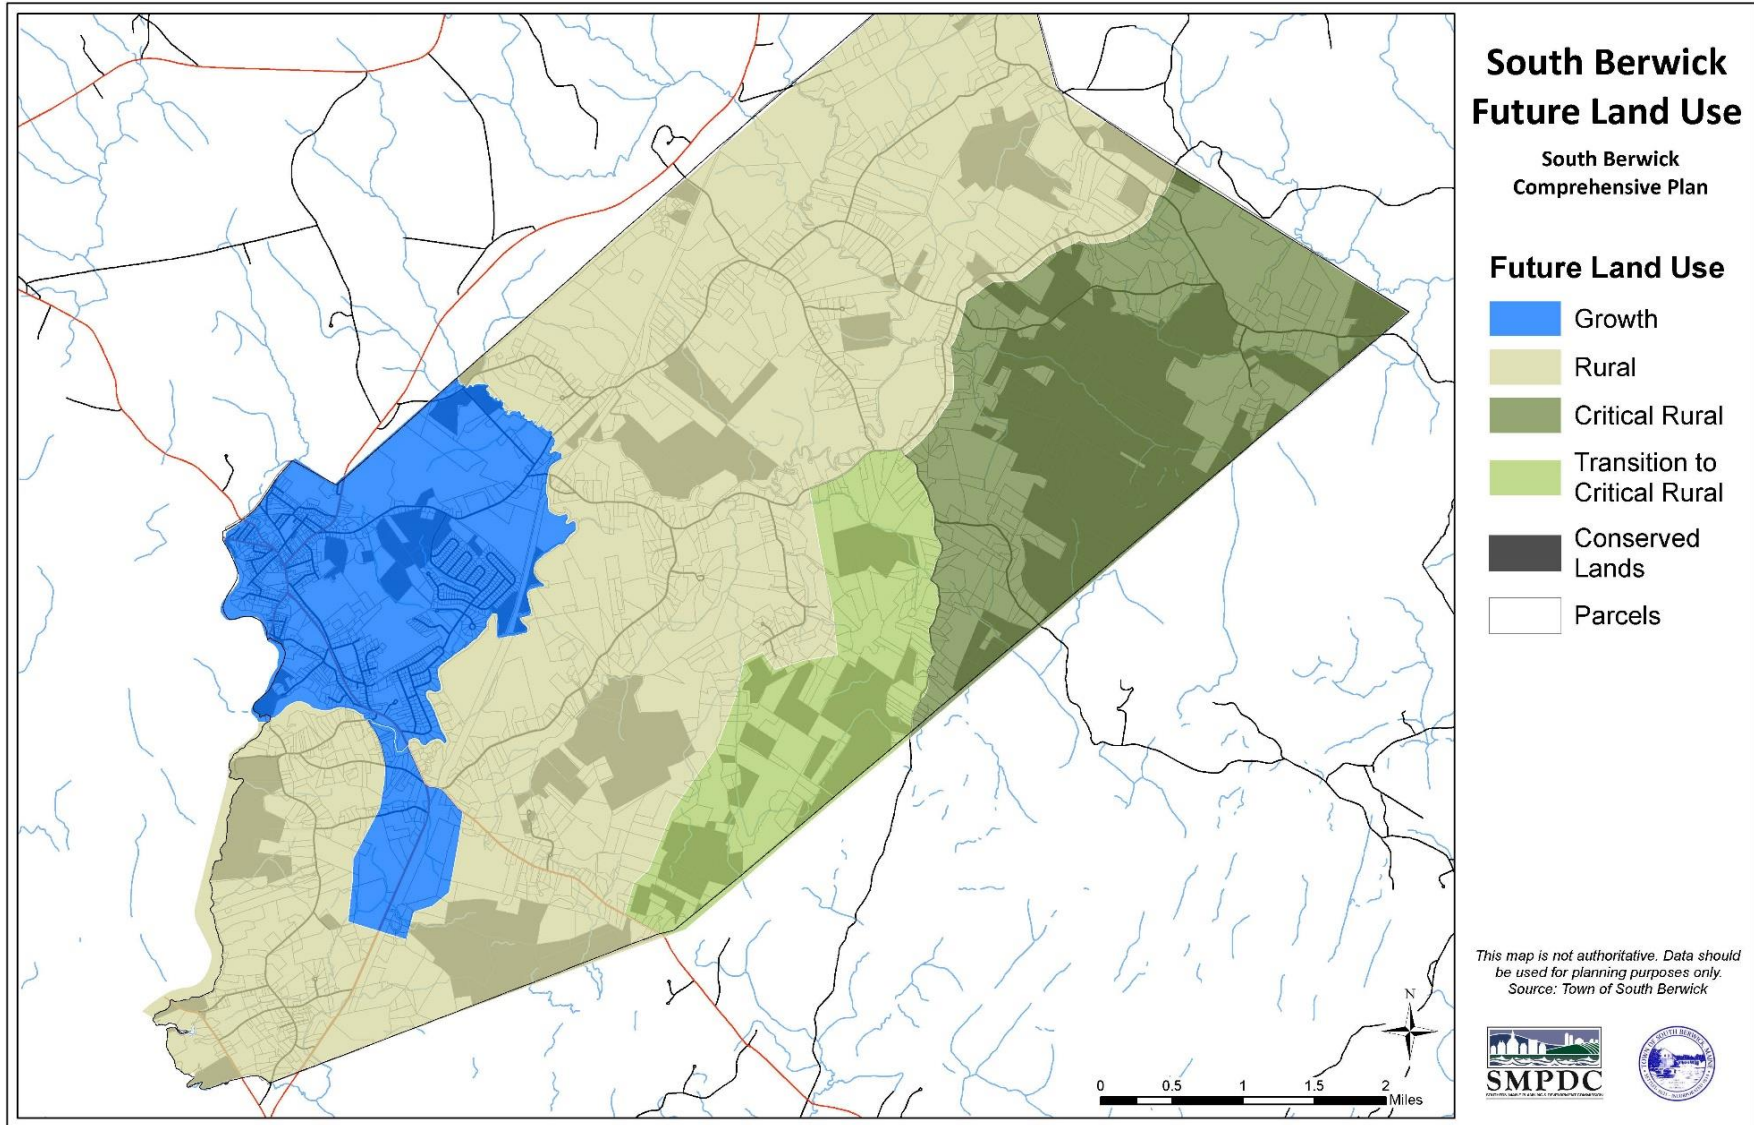 South Berwick
Future Land Use
South Berwick
Comprehensive Plan
Future Land Use
Growth
Rural
Critical Rural
Transition to
Critical Rural
Conserved
Lands
Parcels
This map is not authoritative. Data should
be used for planning purposes only.
Source: Town of South Berwick
N
0 0.5 1 1.5 2
Miles
SMPDC